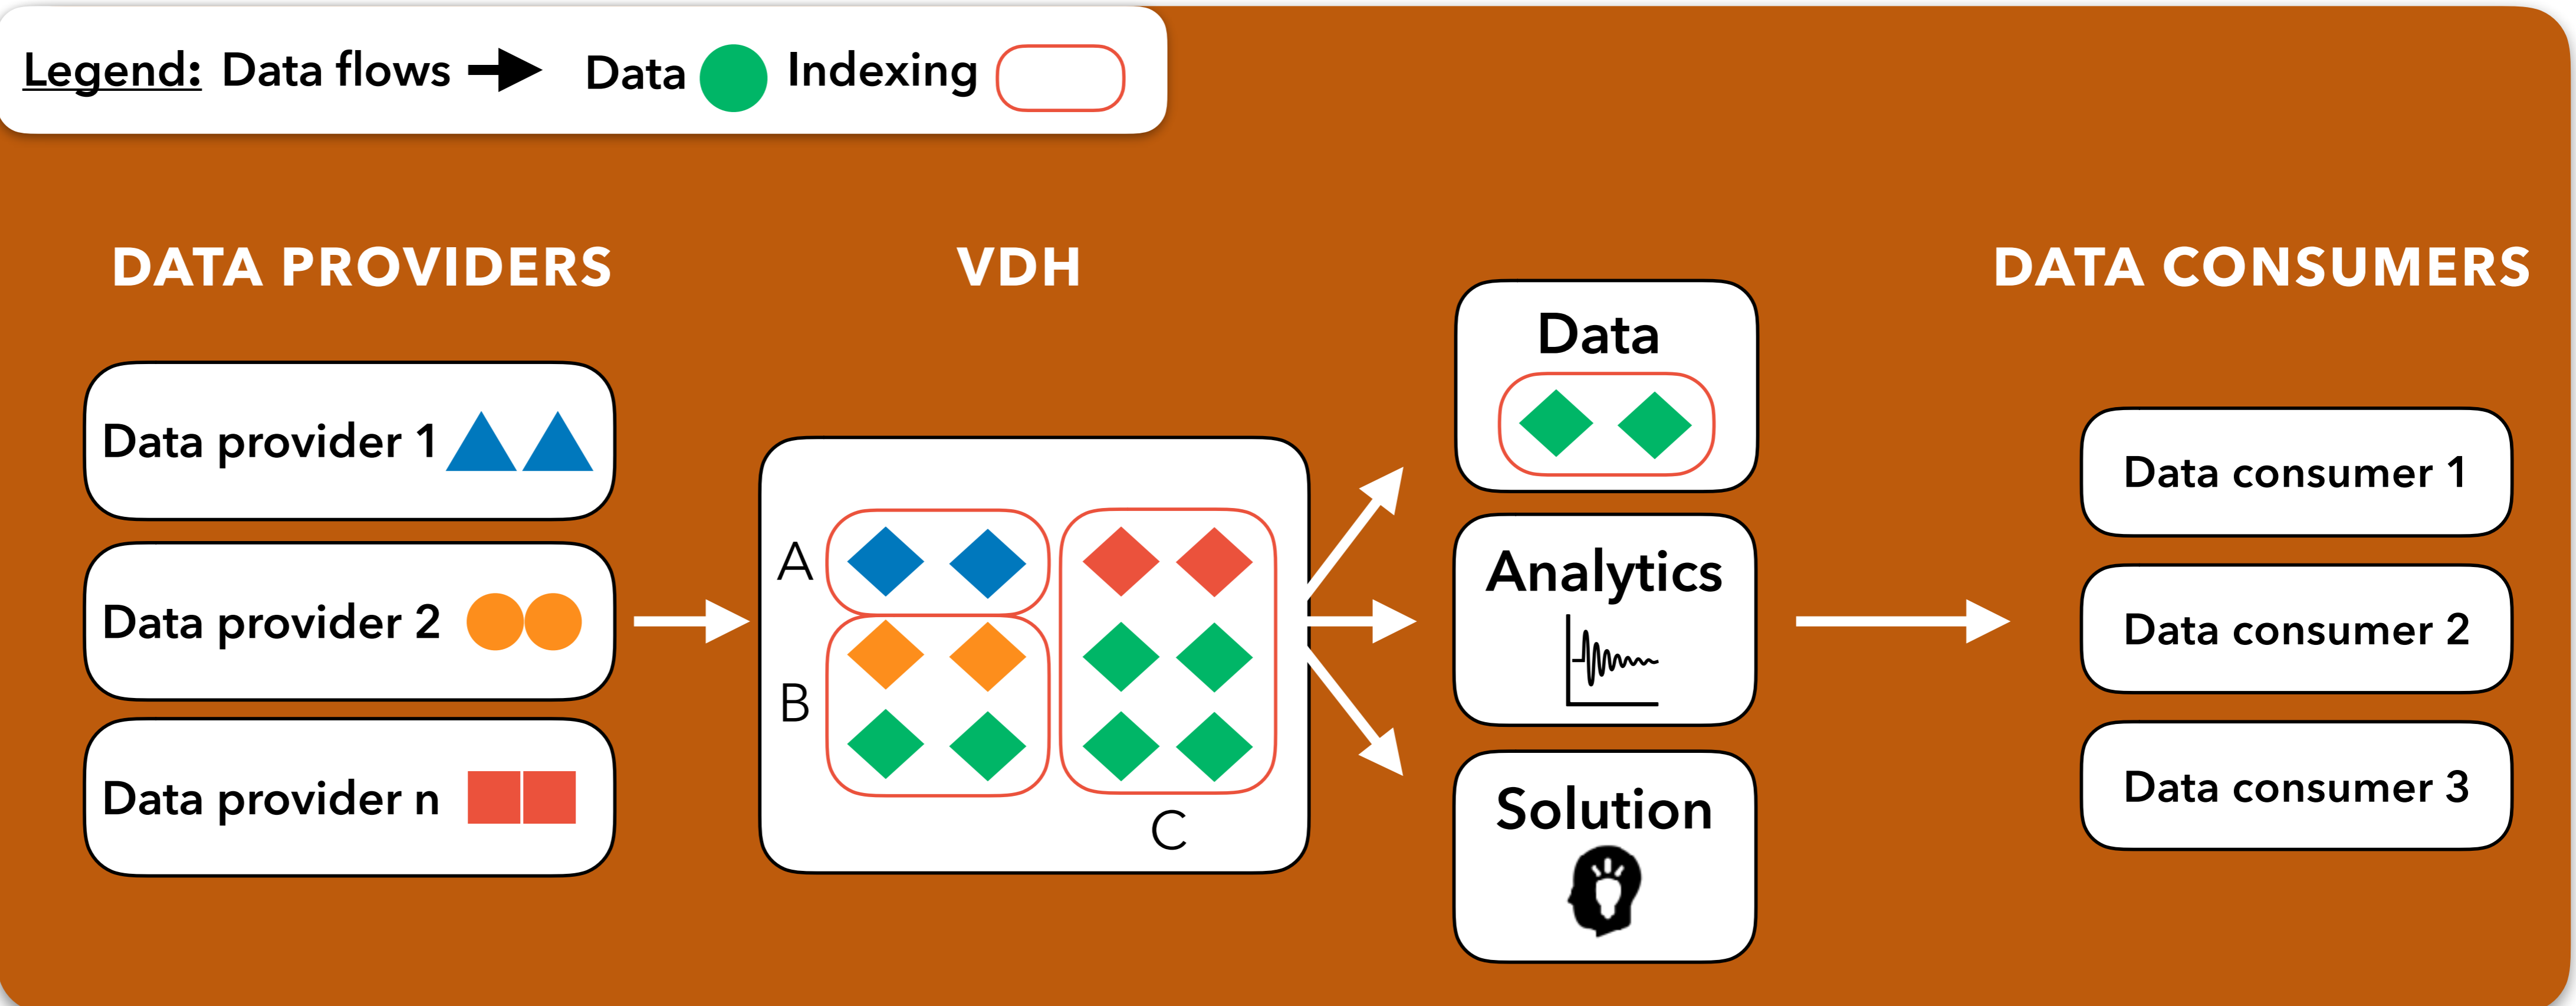 Legend: Data flows Data Indexing
DATA PROVIDERS
VDH
DATA CONSUMERS
Data provider 1
Data provider 2
Data provider n
A
B
C
Data
Analytics
Solution
Data consumer 1
Data consumer 2
Data consumer 3